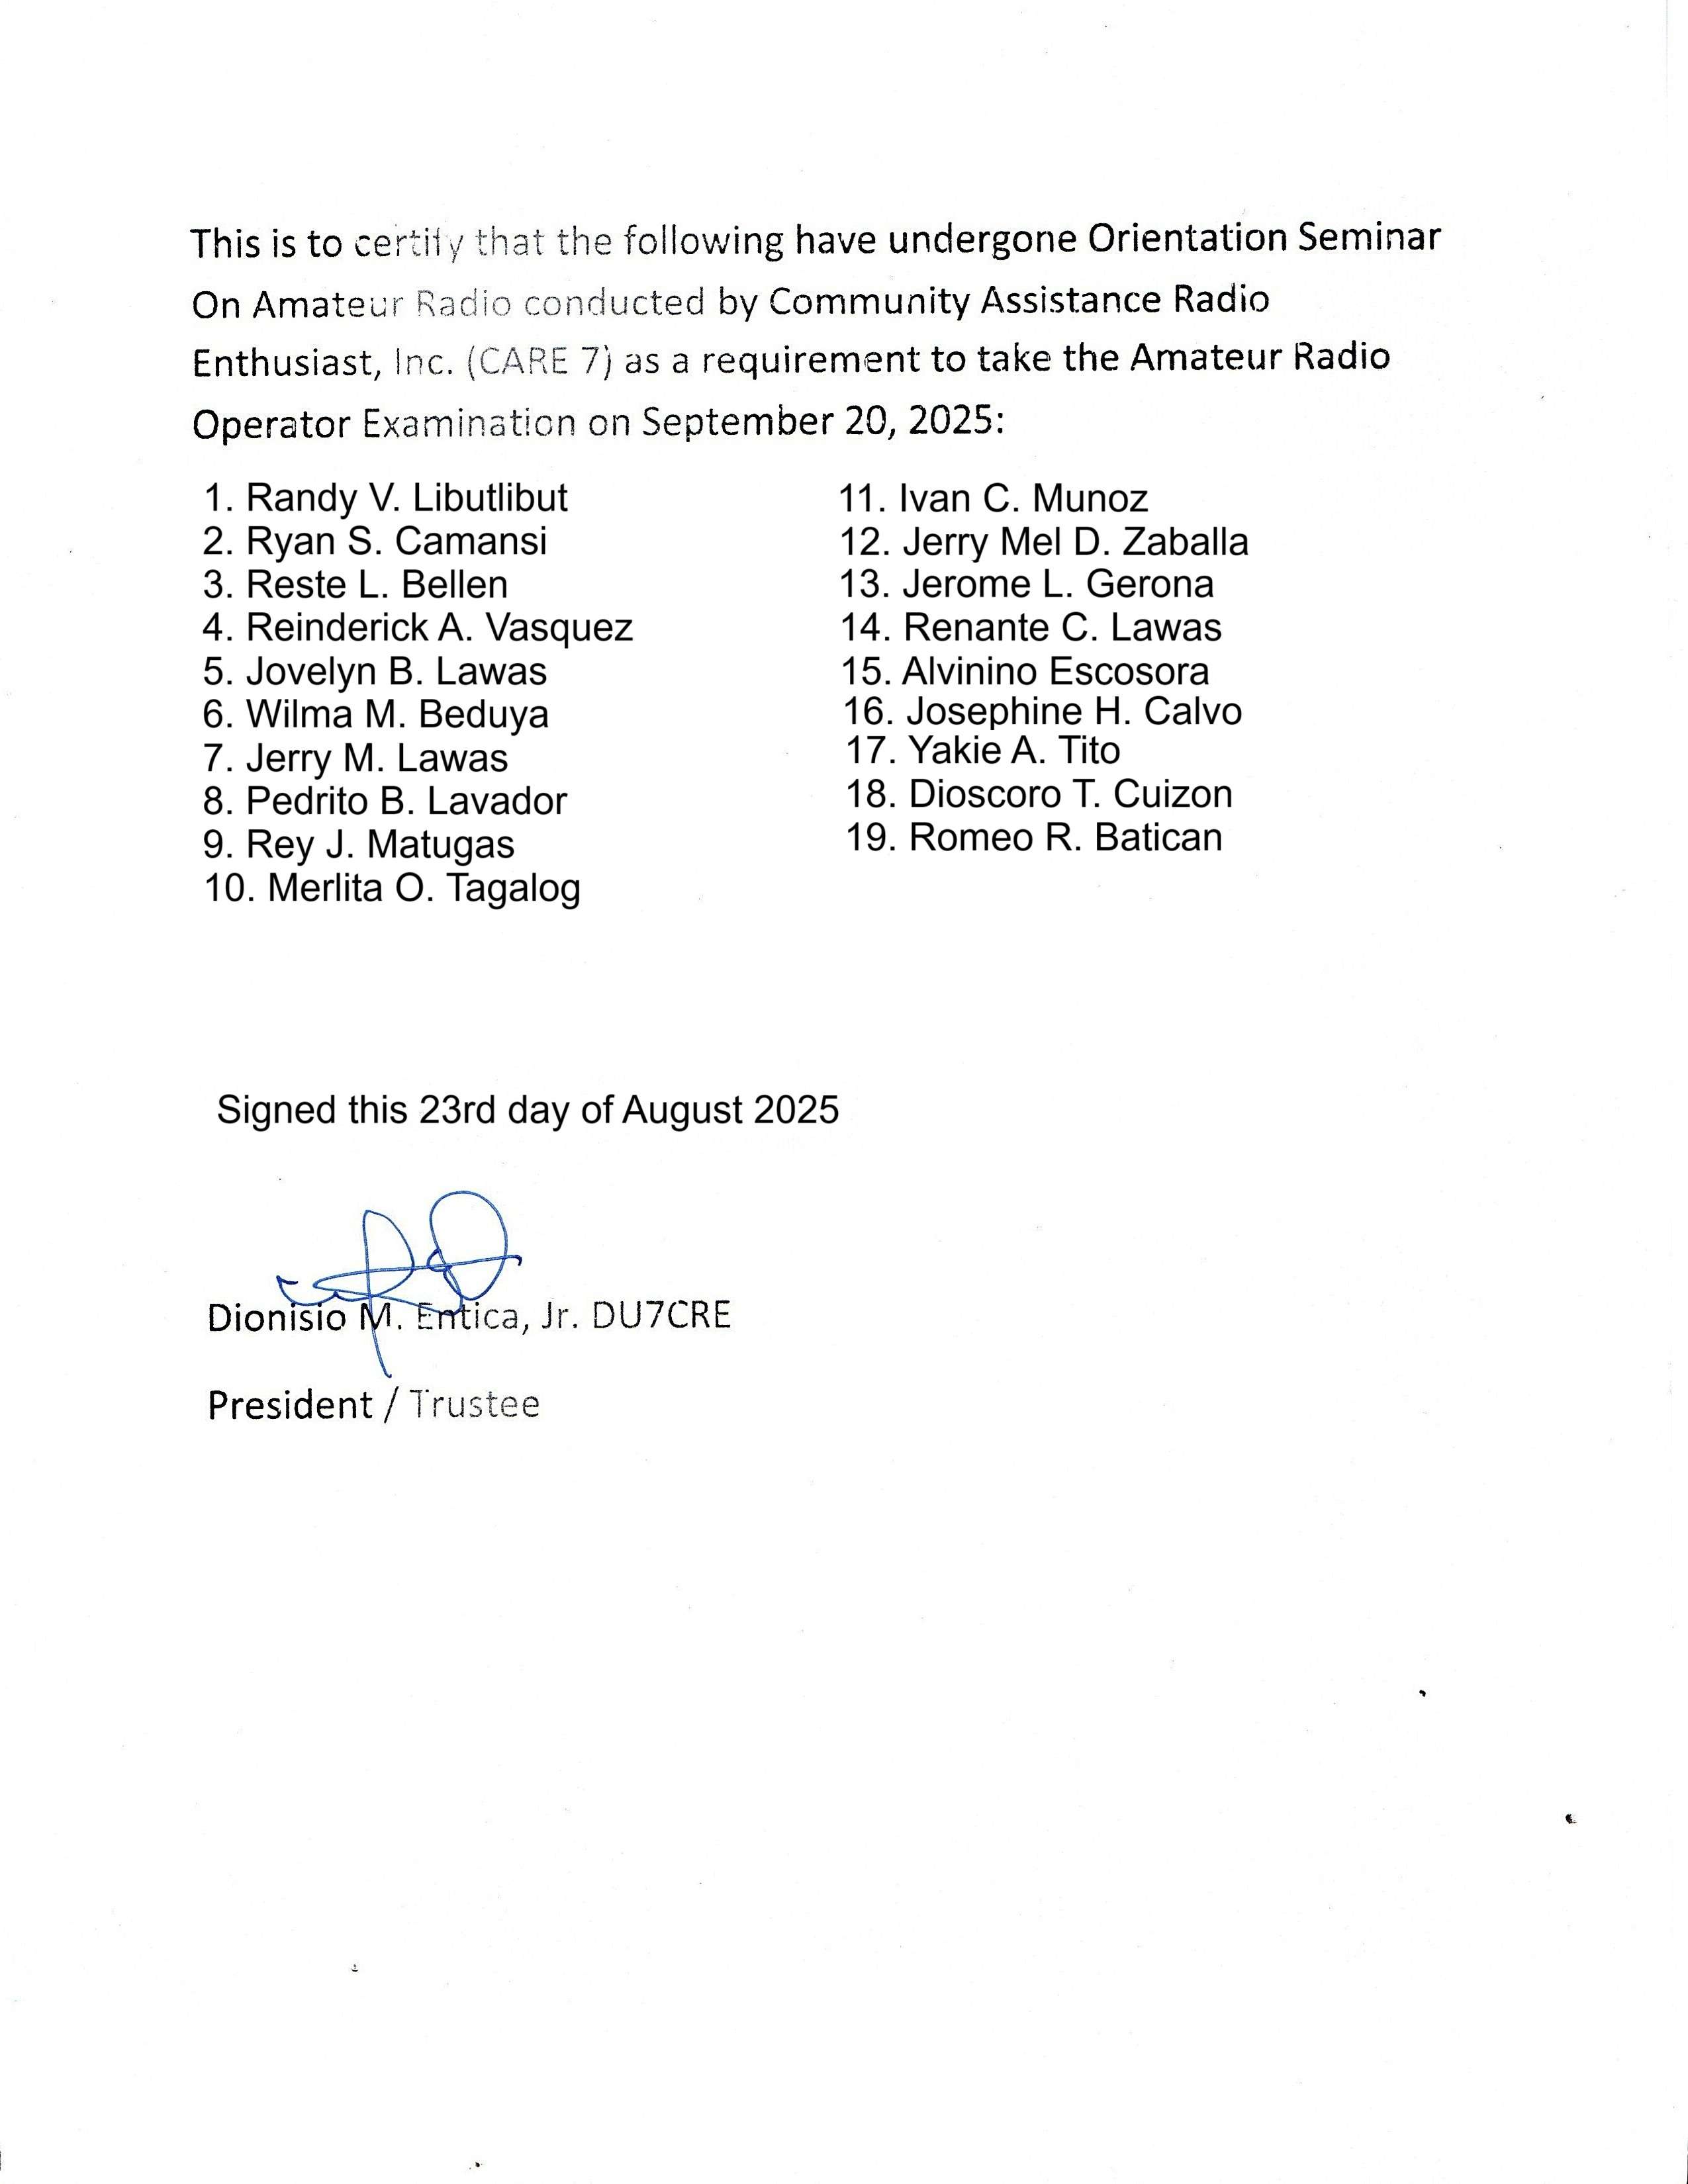 This is to certify that the following have undergone Orientation Seminar
On Amateur Radio conducted by Community Assistance Radio
Enthusiast, Inc. (CARE 7) as a requirement to take the Amateur Radio
Operator Examination on September 20, 2025:
1. Randy V. Libutlibut
2. Ryan S. Camansi
3. Reste L. Bellen
4. Reinderick A. Vasquez
5. Jovelyn B. Lawas
6. Wilma M. Beduya
7. Jerry M. Lawas
8. Pedrito B. Lavador
9. Rey J. Matugas
10. Merlita O. Tagalog
11. Ivan C. Munoz
12. Jerry Mel D. Zaballa
13. Jerome L. Gerona
14. Renante C. Lawas
15. Alvinino Escosora
16. Josephine H. Calvo
17. Yakie A. Tito
18. Dioscoro T. Cuizon
19. Romeo R. Batican
Signed this 23rd day of August 2025
Dionisio M. Entica, Jr. DU7CRE
President / Trustee